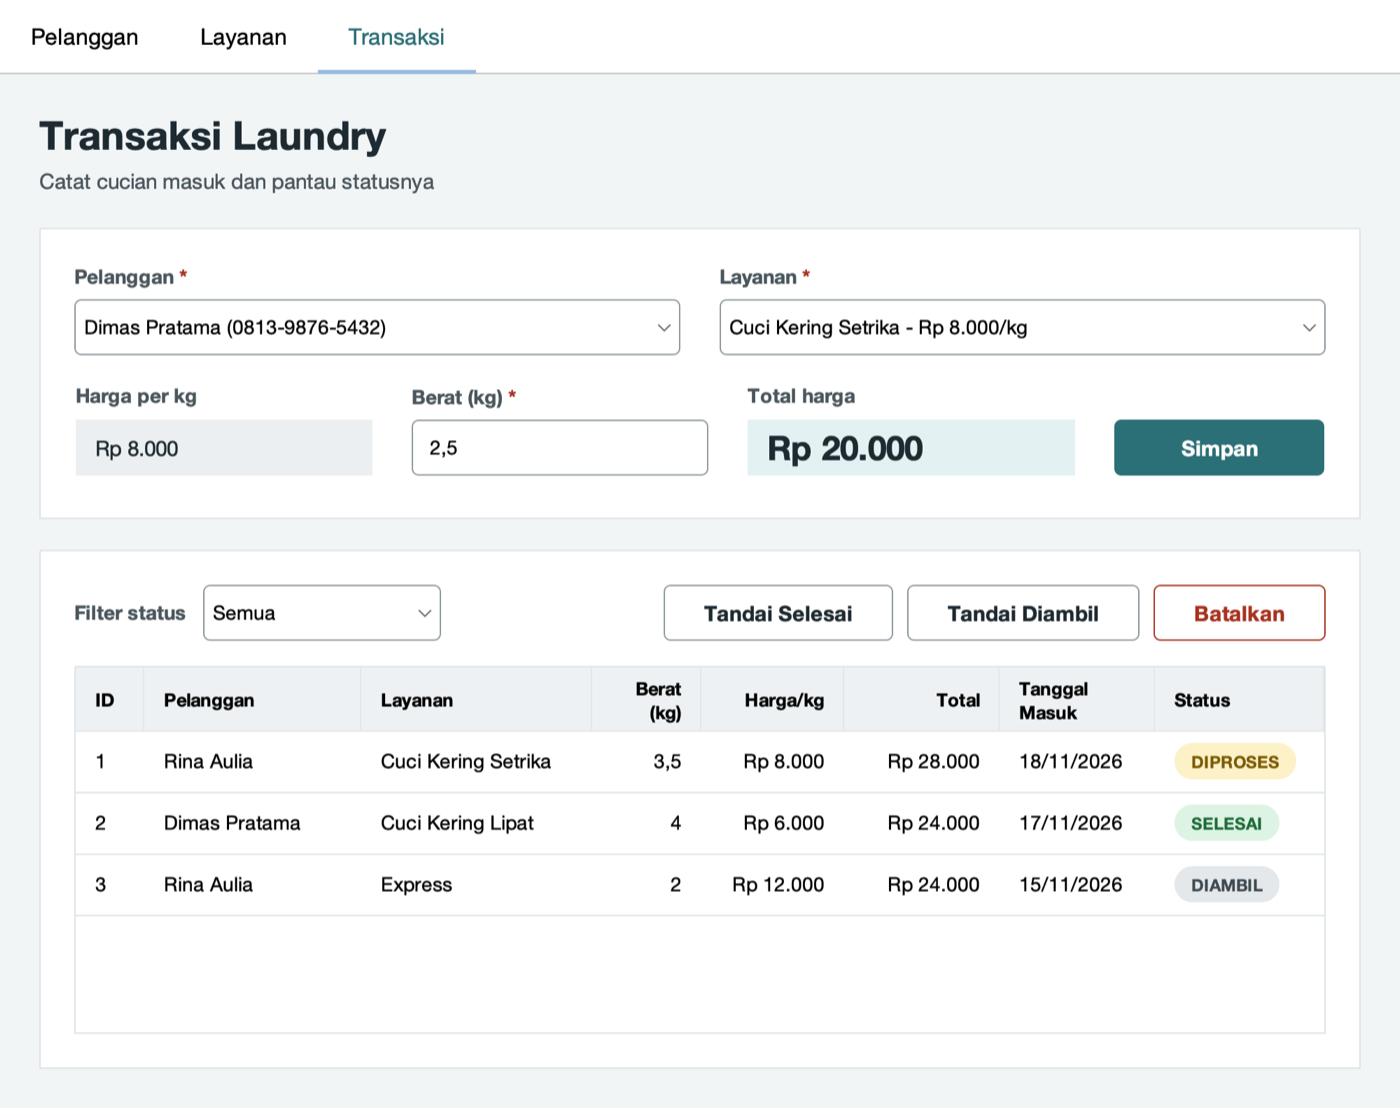 Pelanggan Layanan Transaksi
Transaksi Laundry
Catat cucian masuk dan pantau statusnya
Pelanggan * Layanan *
Dimas Pratama (0813-9876-5432) Cuci Kering Setrika - Rp 8.000/kg
Harga per kg Berat (kg) * Total harga
Rp 8.000 2,5 Rp 20.000 Simpan
Filter status Semua Tandai Selesai Tandai Diambil Batalkan
ID Pelanggan Layanan Berat (kg) Harga/kg Total Tanggal Masuk Status
1 Rina Aulia Cuci Kering Setrika 3,5 Rp 8.000 Rp 28.000 18/11/2026 DIPROSES
2 Dimas Pratama Cuci Kering Lipat 4 Rp 6.000 Rp 24.000 17/11/2026 SELESAI
3 Rina Aulia Express 2 Rp 12.000 Rp 24.000 15/11/2026 DIAMBIL